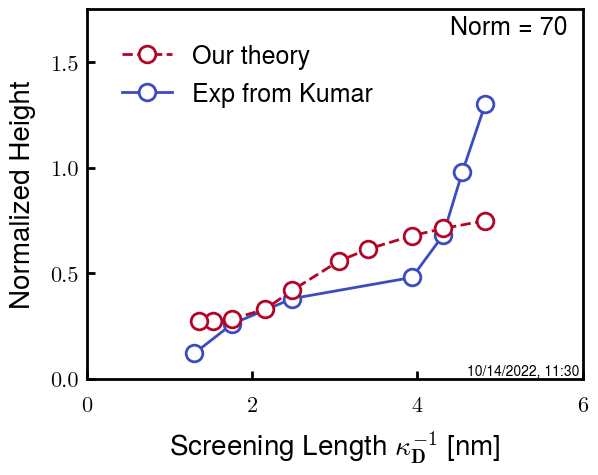 Norm = 70
Our theory
Exp from Kumar
Normalized Height
1.5
1.0
0.5
0.0
10/14/2022, 11:30
0 2 4 6
Screening Length κ_D^{-1} [nm]